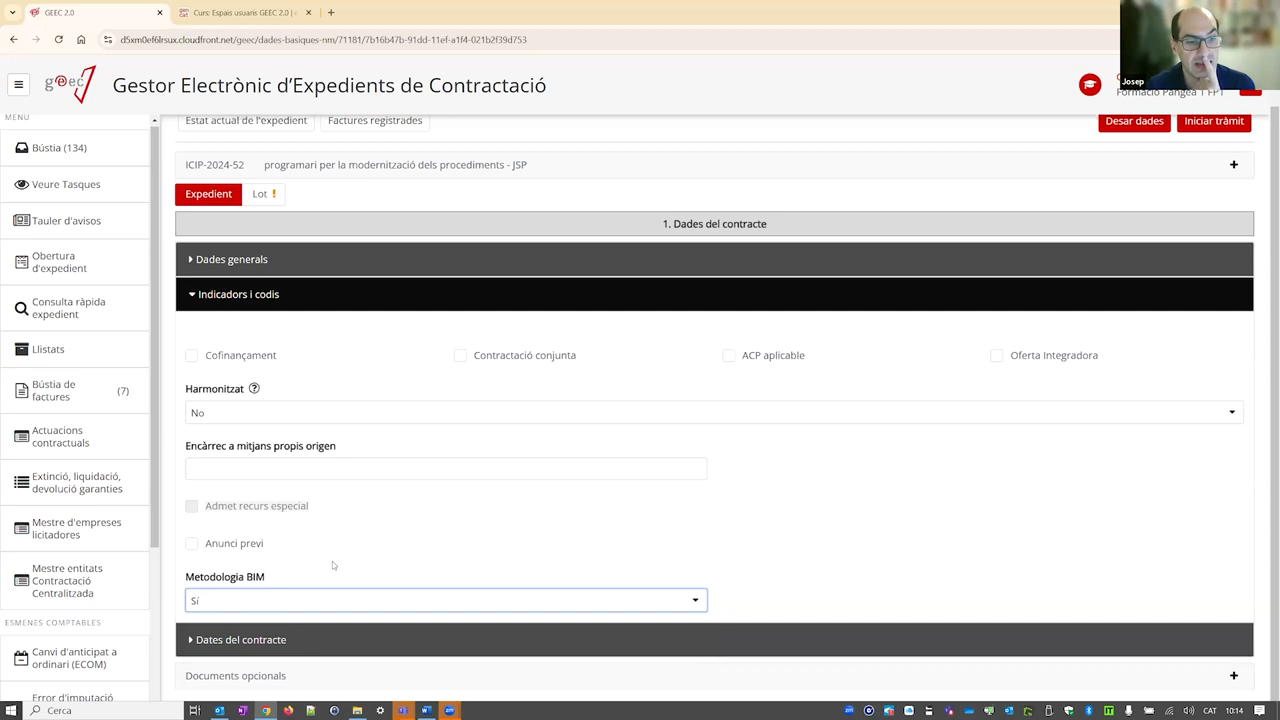 GEEC 2.0
Curs: Espais usuaris GEEC 2.0 | 
d5xm0ef6lrsux.cloudfront.net/geec/dades-basiques-nm/71181/7b16b47b-91dd-11ef-a1f4-021b2f39d753
geec
Gestor Electrònic d'Expedients de Contractació
Josep
Formació Pangea 1 FP1
MENÚ
Bústia (134)
Veure Tasques
Tauler d'avisos
Obertura
d'expedient
Consulta ràpida
expedient
Llistats
Bústia de
factures
(7)
Actuacions
contractuals
Extinció, liquidació,
devolució garanties
Mestre d'empreses
licitadores
Mestre entitats
Contractació
Centralitzada
ESMENES COMPTABLES
Canvi d'anticipat a
ordinari (ECOM)
Error d'imputació
Estat actual de l'expedient
Factures registrades
Desar dades
Iniciar tràmit
ICIP-2024-52 programari per la modernització dels procediments - JSP
Expedient
Lot !
1. Dades del contracte
Dades generals
Indicadors i codis
Cofinançament
Contractació conjunta
ACP aplicable
Oferta Integradora
Harmonitzat
No
Encàrrec a mitjans propis origen
Admet recurs especial
Anunci previ
Metodologia BIM
Sí
Dates del contracte
Documents opcionals
Cerca
CAT
10:14